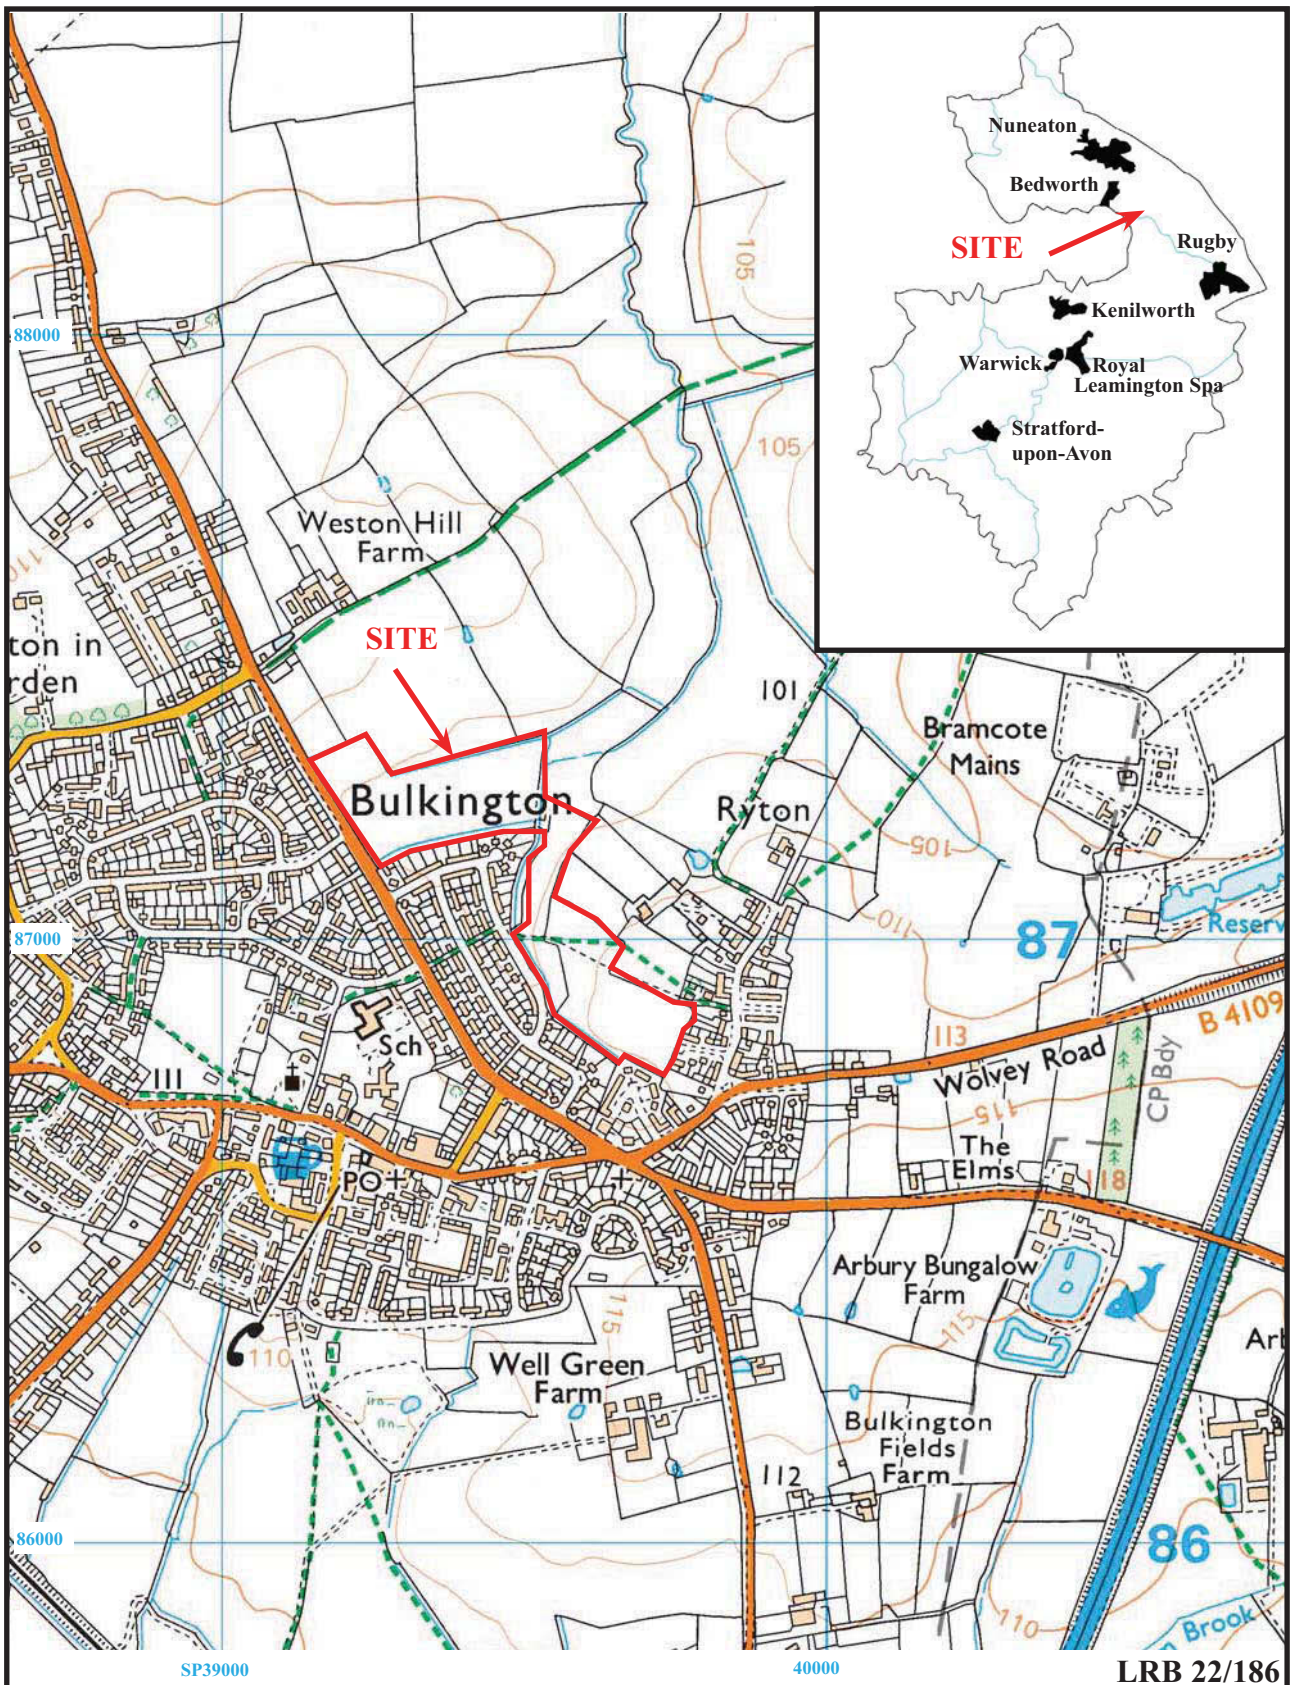 Nuneaton
Bedworth
SITE
Rugby
Kenilworth
Warwick
Royal
Leamington Spa
Stratford-
upon-Avon
105
88000
105
Weston Hill
Farm
110
SITE
ton in
rden
101
Bramcote
Mains
Bulkington
Ryton
105
110
87000
87
Reserv
B 4109
Sch
113
Wolvey Road
CP Bdy
111
115
The
Elms
118
PO
Arbury Bungalow
Farm
115
115
110
Well Green
Farm
Art
Bulkington
Fields
Farm
112
86000
86
110
Brook
SP39000
40000
LRB 22/186